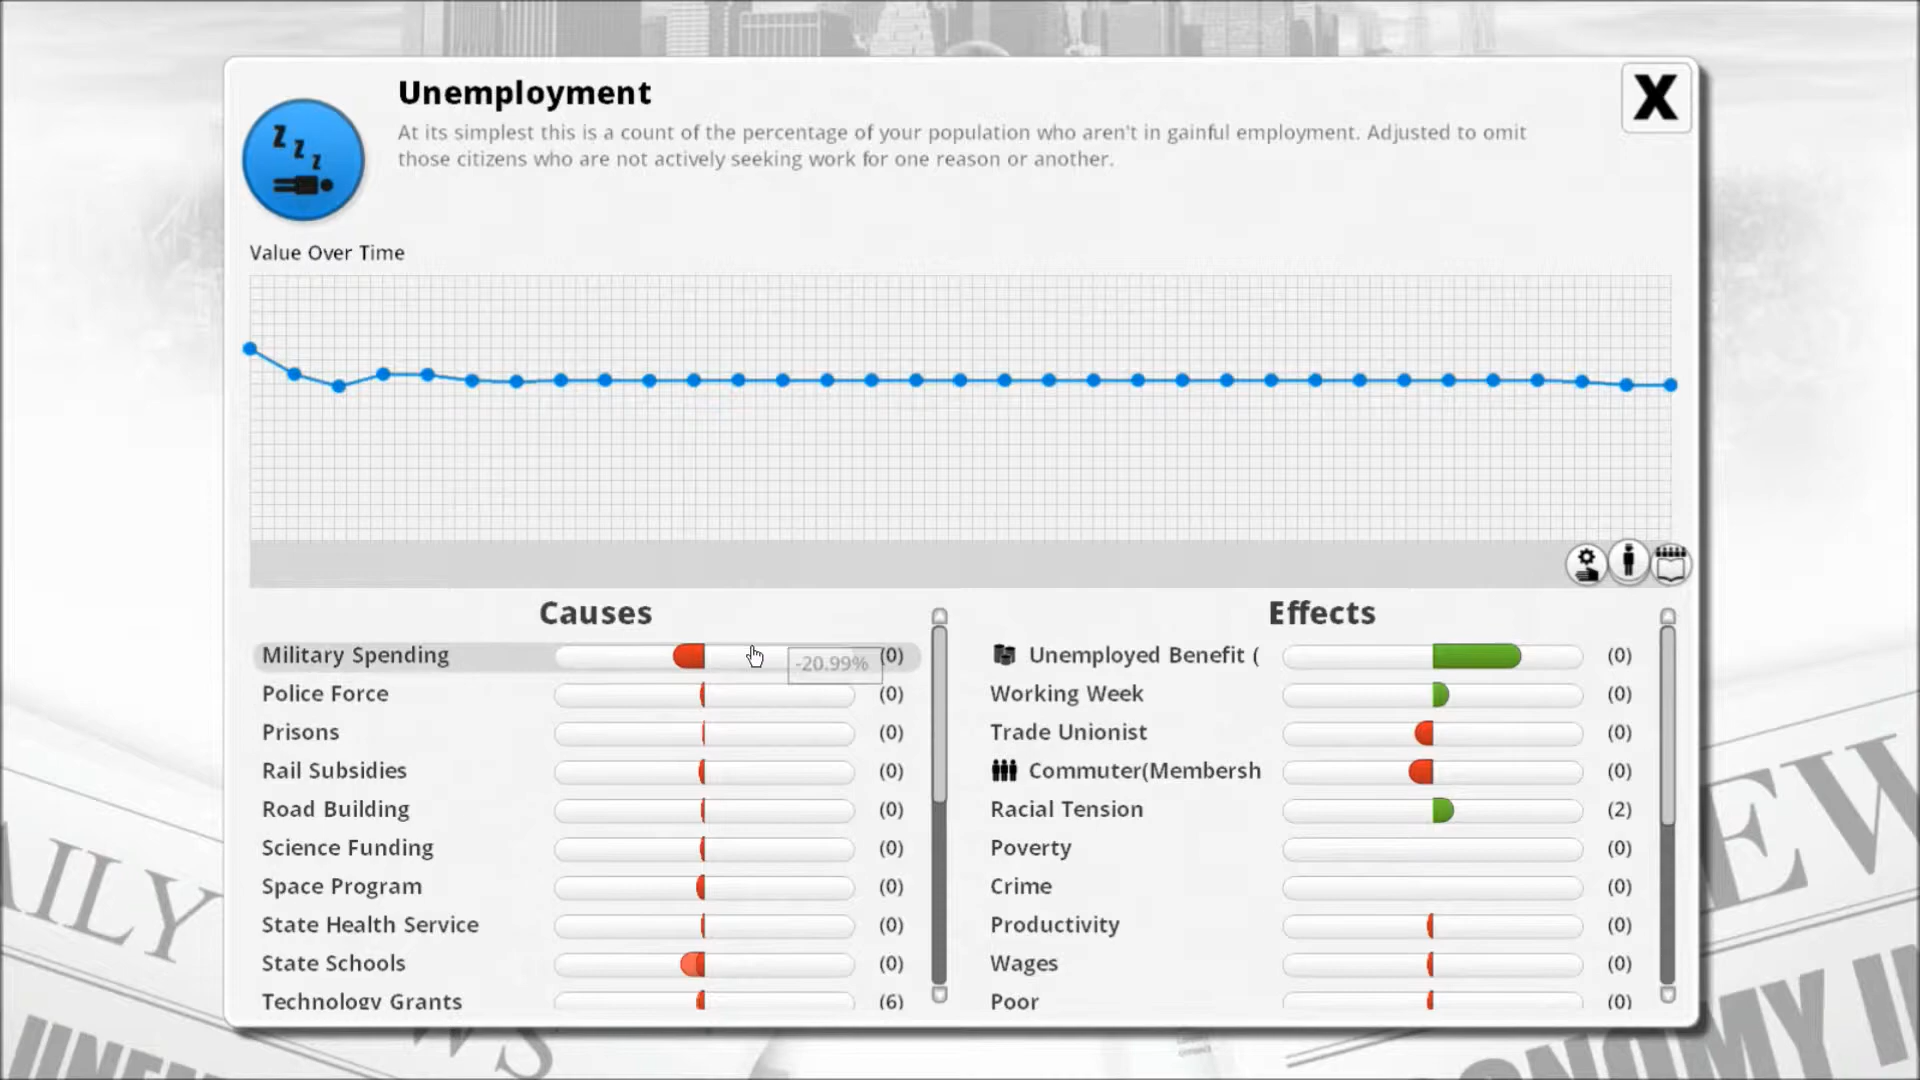 Unemployment
X
At its simplest this is a count of the percentage of your population who aren't in gainful employment. Adjusted to omit
those citizens who are not actively seeking work for one reason or another.
Z
Z
Z
Value Over Time
Causes
Military Spending (0)
-20.99%
Police Force (0)
Prisons (0)
Rail Subsidies (0)
Road Building (0)
Science Funding (0)
Space Program (0)
State Health Service (0)
State Schools (0)
Technology Grants (6)
Effects
Unemployed Benefit ( (0)
Working Week (0)
Trade Unionist (0)
Commuter(Membersh (0)
Racial Tension (2)
Poverty (0)
Crime (0)
Productivity (0)
Wages (0)
Poor (0)